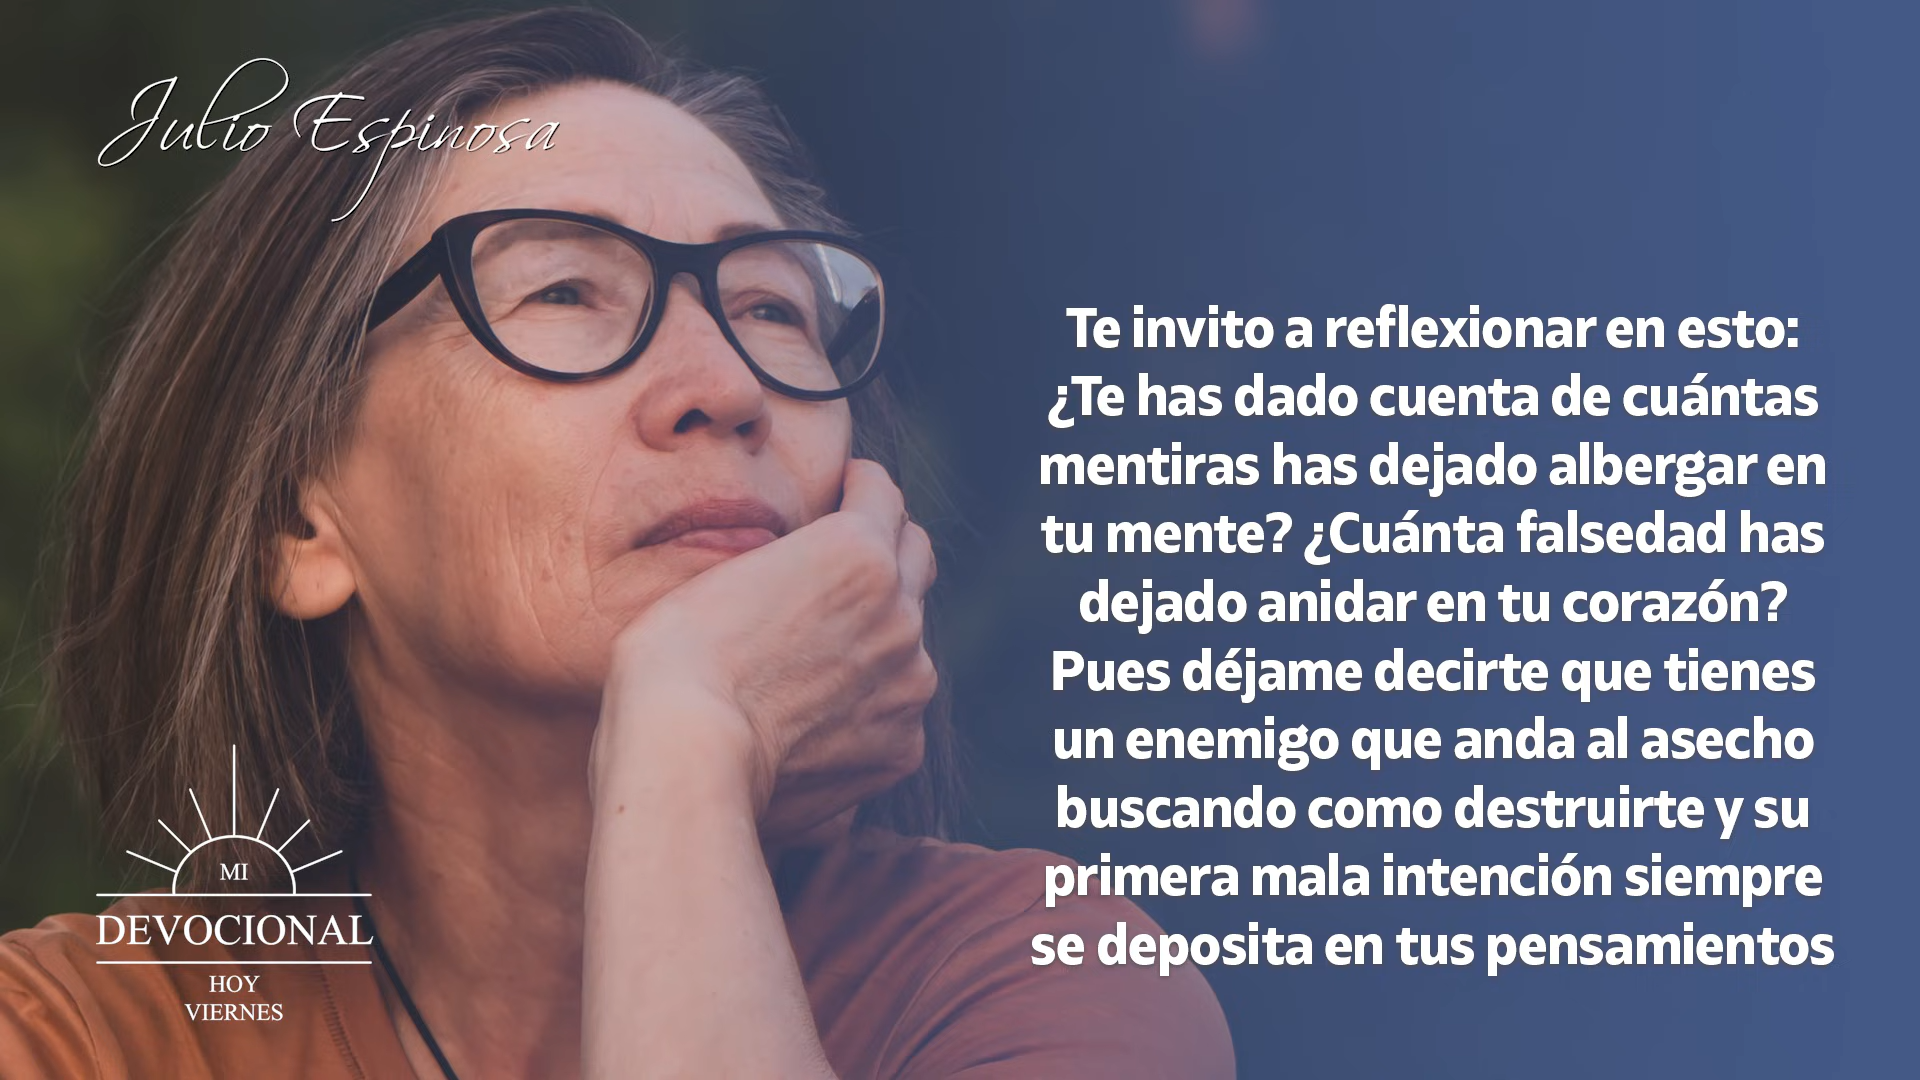 Julio Espinosa
Te invito a reflexionar en esto:
¿Te has dado cuenta de cuántas
mentiras has dejado albergar en
tu mente? ¿Cuánta falsedad has
dejado anidar en tu corazón?
Pues déjame decirte que tienes
un enemigo que anda al asecho
buscando como destruirte y su
primera mala intención siempre
se deposita en tus pensamientos
MI
DEVOCIONAL
HOY
VIERNES